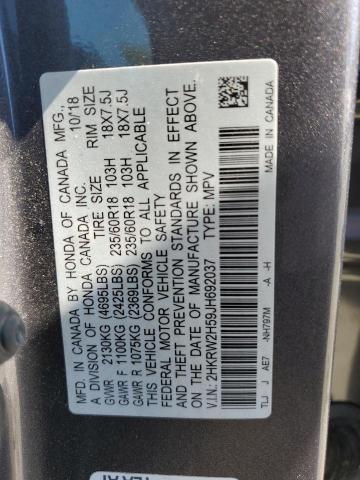 MFD. IN CANADA BY HONDA OF CANADA MFG.,
A DIVISION OF HONDA CANADA INC. 10/18
TIRE SIZE RIM SIZE
GVWR 2130KG (4695LBS)
GAWR F 1100KG (2425LBS) 235/60R18 103H 18X7.5J
GAWR R 1075KG (2369LBS) 235/60R18 103H 18X7.5J
THIS VEHICLE CONFORMS TO ALL APPLICABLE
FEDERAL MOTOR VEHICLE SAFETY
AND THEFT PREVENTION STANDARDS IN EFFECT
ON THE DATE OF MANUFACTURE SHOWN ABOVE.
V.I.N.: 2HKRW2H59JH692037 TYPE: MPV
TLJ J AE7 -NH797M -A -H
MADE IN CANADA